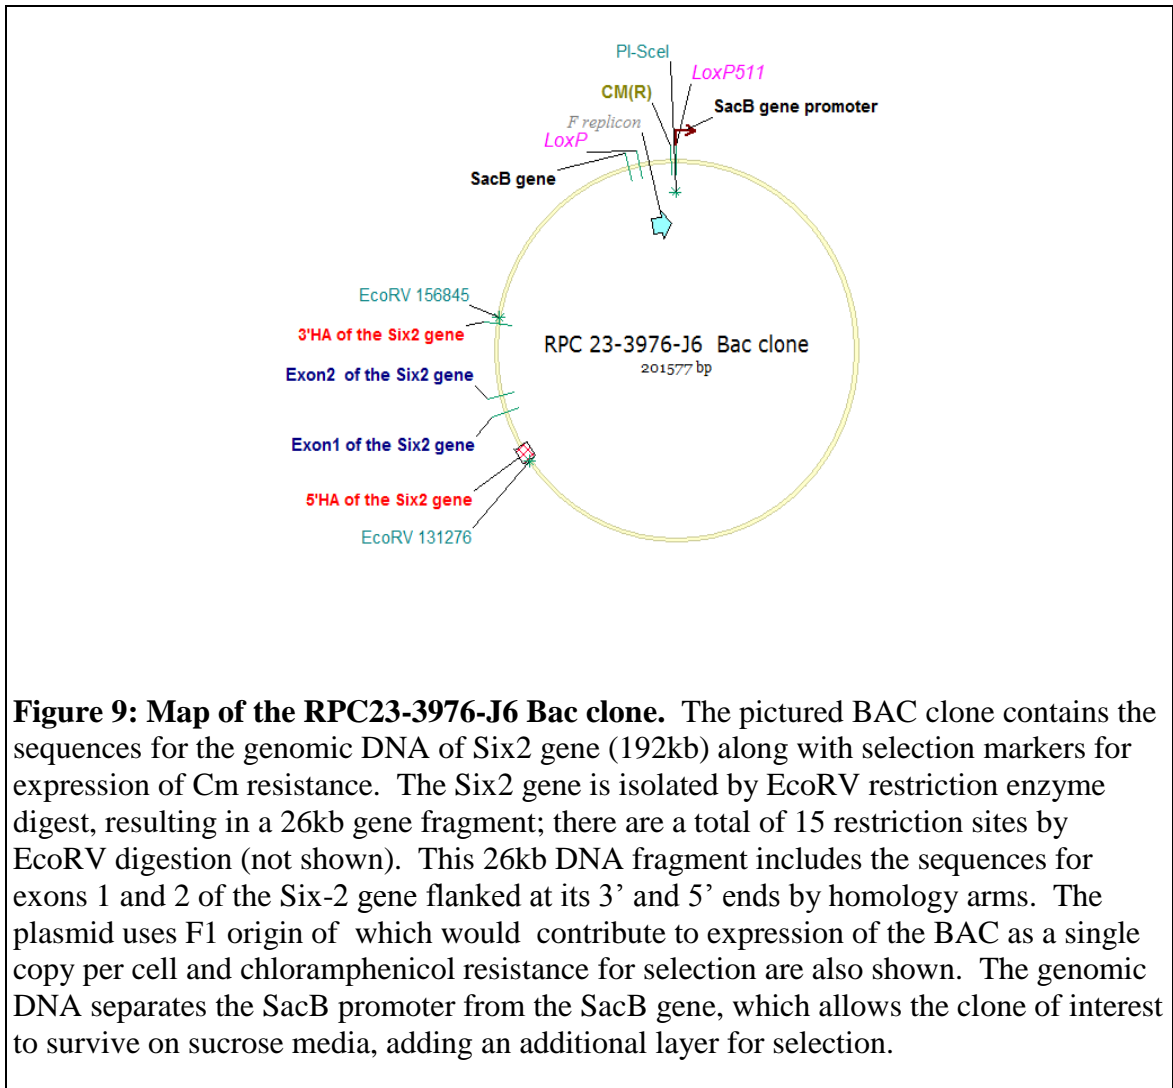 PI-SceI
LoxP511
CM(R)
SacB gene promoter
F replicon
LoxP
SacB gene
EcoRV 156845
3'HA of the Six2 gene
RPC 23-3976-J6 Bac clone
201577 bp
Exon2 of the Six2 gene
Exon1 of the Six2 gene
5'HA of the Six2 gene
EcoRV 131276
Figure 9: Map of the RPC23-3976-J6 Bac clone. The pictured BAC clone contains the
sequences for the genomic DNA of Six2 gene (192kb) along with selection markers for
expression of Cm resistance. The Six2 gene is isolated by EcoRV restriction enzyme
digest, resulting in a 26kb gene fragment; there are a total of 15 restriction sites by
EcoRV digestion (not shown). This 26kb DNA fragment includes the sequences for
exons 1 and 2 of the Six-2 gene flanked at its 3’ and 5’ ends by homology arms. The
plasmid uses F1 origin of which would contribute to expression of the BAC as a single
copy per cell and chloramphenicol resistance for selection are also shown. The genomic
DNA separates the SacB promoter from the SacB gene, which allows the clone of interest
to survive on sucrose media, adding an additional layer for selection.